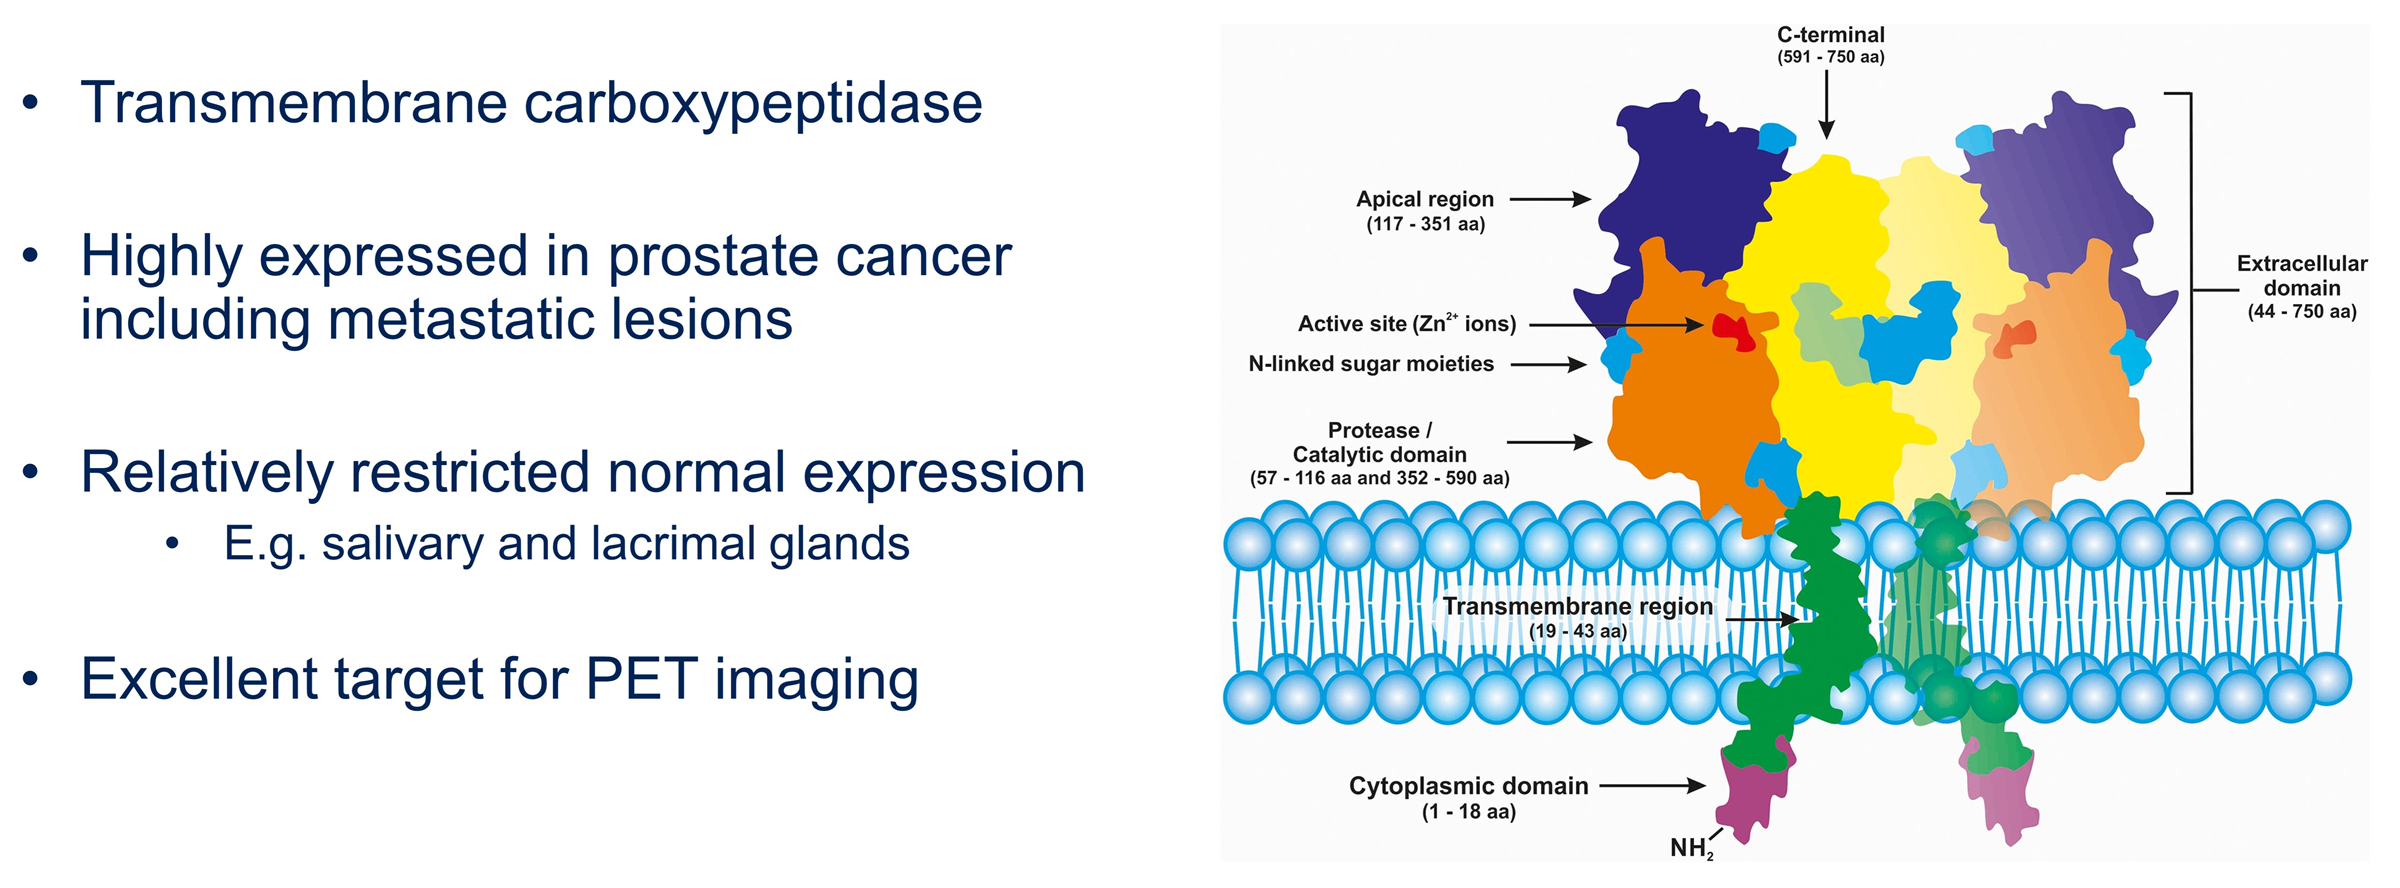 • Transmembrane carboxypeptidase
• Highly expressed in prostate cancer
including metastatic lesions
• Relatively restricted normal expression
• E.g. salivary and lacrimal glands
• Excellent target for PET imaging
C-terminal
(591 - 750 aa)
Apical region
(117 - 351 aa)
Active site (Zn²⁺ ions)
N-linked sugar moieties
Protease /
Catalytic domain
(57 - 116 aa and 352 - 590 aa)
Extracellular
domain
(44 - 750 aa)
Transmembrane region
(19 - 43 aa)
Cytoplasmic domain
(1 - 18 aa)
NH₂